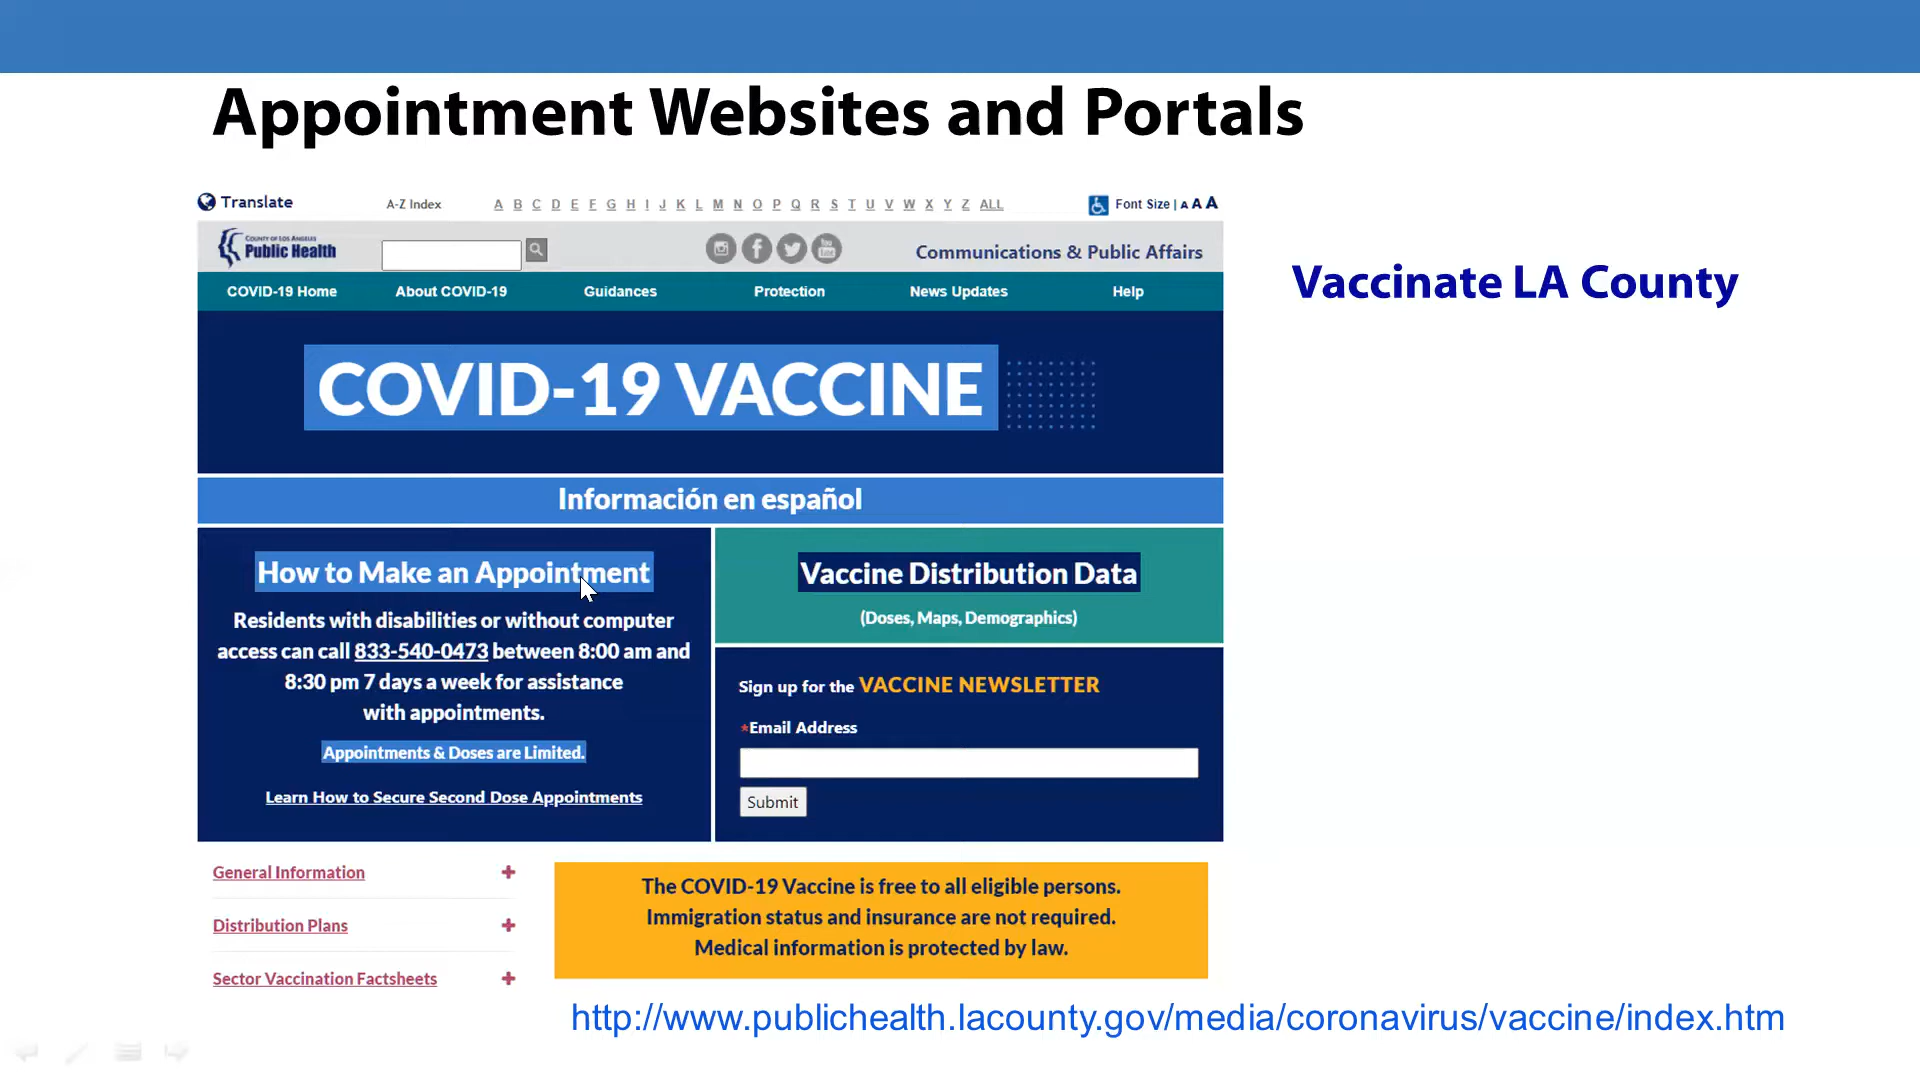 Appointment Websites and Portals
Translate
A-Z Index A B C D E F G H I J K L M N O P Q R S T U V W X Y Z ALL
Font Size | A A A
COUNTY OF LOS ANGELES
Public Health
You
Tube
Communications & Public Affairs
Vaccinate LA County
COVID-19 Home About COVID-19 Guidances Protection News Updates Help
COVID-19 VACCINE
Información en español
How to Make an Appointment
Residents with disabilities or without computer
access can call 833-540-0473 between 8:00 am and
8:30 pm 7 days a week for assistance
with appointments.
Appointments & Doses are Limited.
Learn How to Secure Second Dose Appointments
Vaccine Distribution Data
(Doses, Maps, Demographics)
Sign up for the VACCINE NEWSLETTER
*Email Address
Submit
General Information +
Distribution Plans +
Sector Vaccination Factsheets +
The COVID-19 Vaccine is free to all eligible persons.
Immigration status and insurance are not required.
Medical information is protected by law.
http://www.publichealth.lacounty.gov/media/coronavirus/vaccine/index.htm